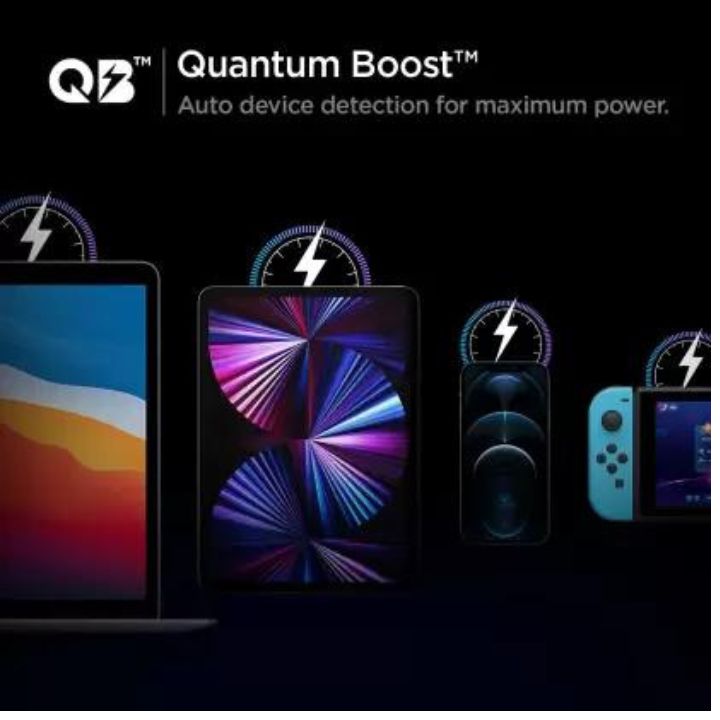 QB™
Quantum Boost™
Auto device detection for maximum power.